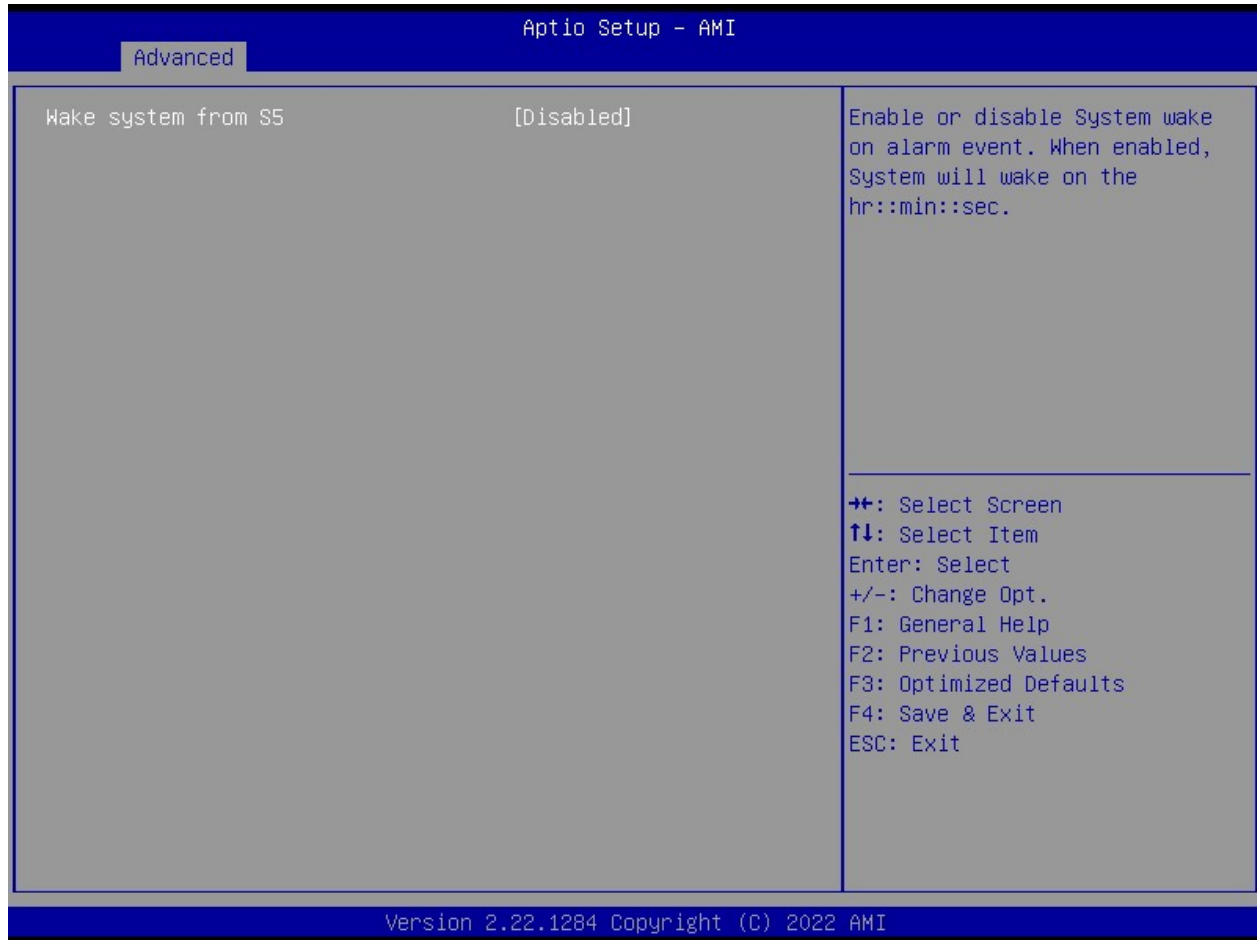 Aptio Setup – AMI
Advanced
Wake system from S5 [Disabled]
Enable or disable System wake
on alarm event. When enabled,
System will wake on the
hr::min::sec.
→←: Select Screen
↑↓: Select Item
Enter: Select
+/-: Change Opt.
F1: General Help
F2: Previous Values
F3: Optimized Defaults
F4: Save & Exit
ESC: Exit
Version 2.22.1284 Copyright (C) 2022 AMI